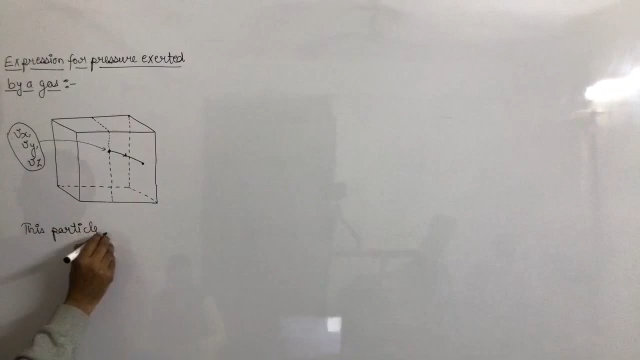 Expression for pressure exerted
by a gas :-
Vx,
Vy,
Vz
This particle